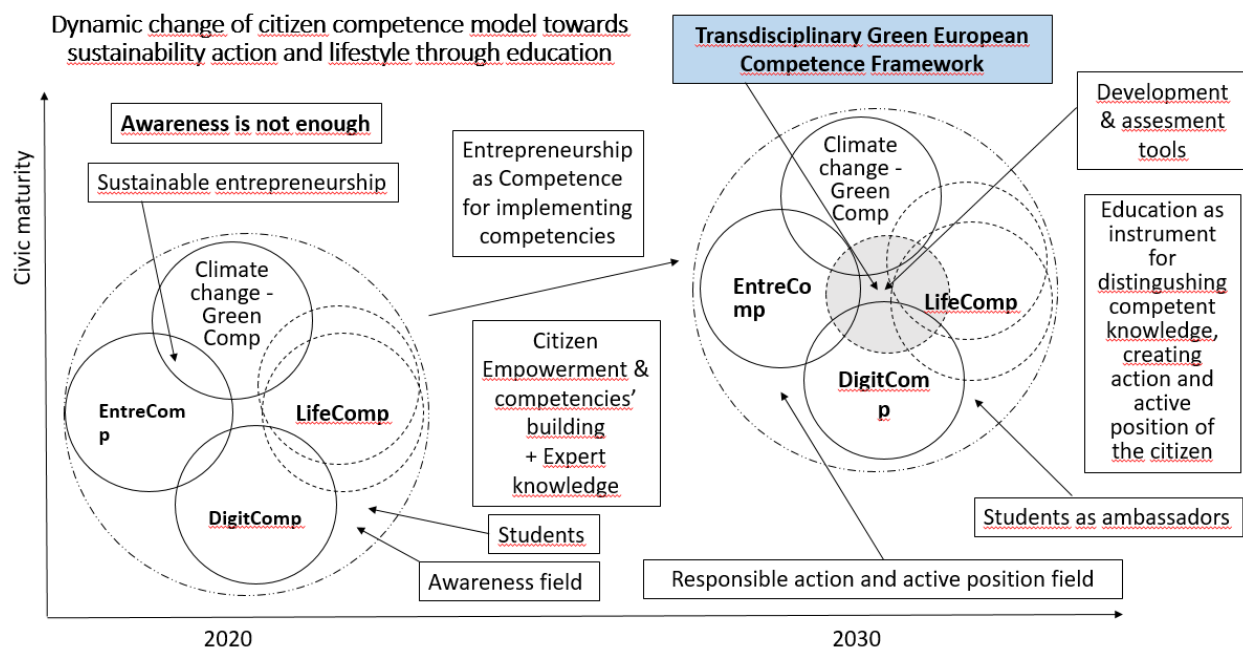 Dynamic change of citizen competence model towards
sustainability action and lifestyle through education
Transdisciplinary Green European
Competence Framework
Civic maturity
Awareness is not enough
Sustainable entrepreneurship
Climate
change -
Green
Comp
EntreCom
p
LifeComp
DigitComp
Entrepreneurship
as Competence
for implementing
competencies
Citizen
Empowerment &
competencies’
building
+ Expert
knowledge
Students
Awareness field
Climate
change -
Green
Comp
EntreCo
mp
LifeComp
DigitCom
p
Development
& assesment
tools
Education as
instrument
for
distingushing
competent
knowledge,
creating
action and
active
position of
the citizen
Students as ambassadors
Responsible action and active position field
2020
2030